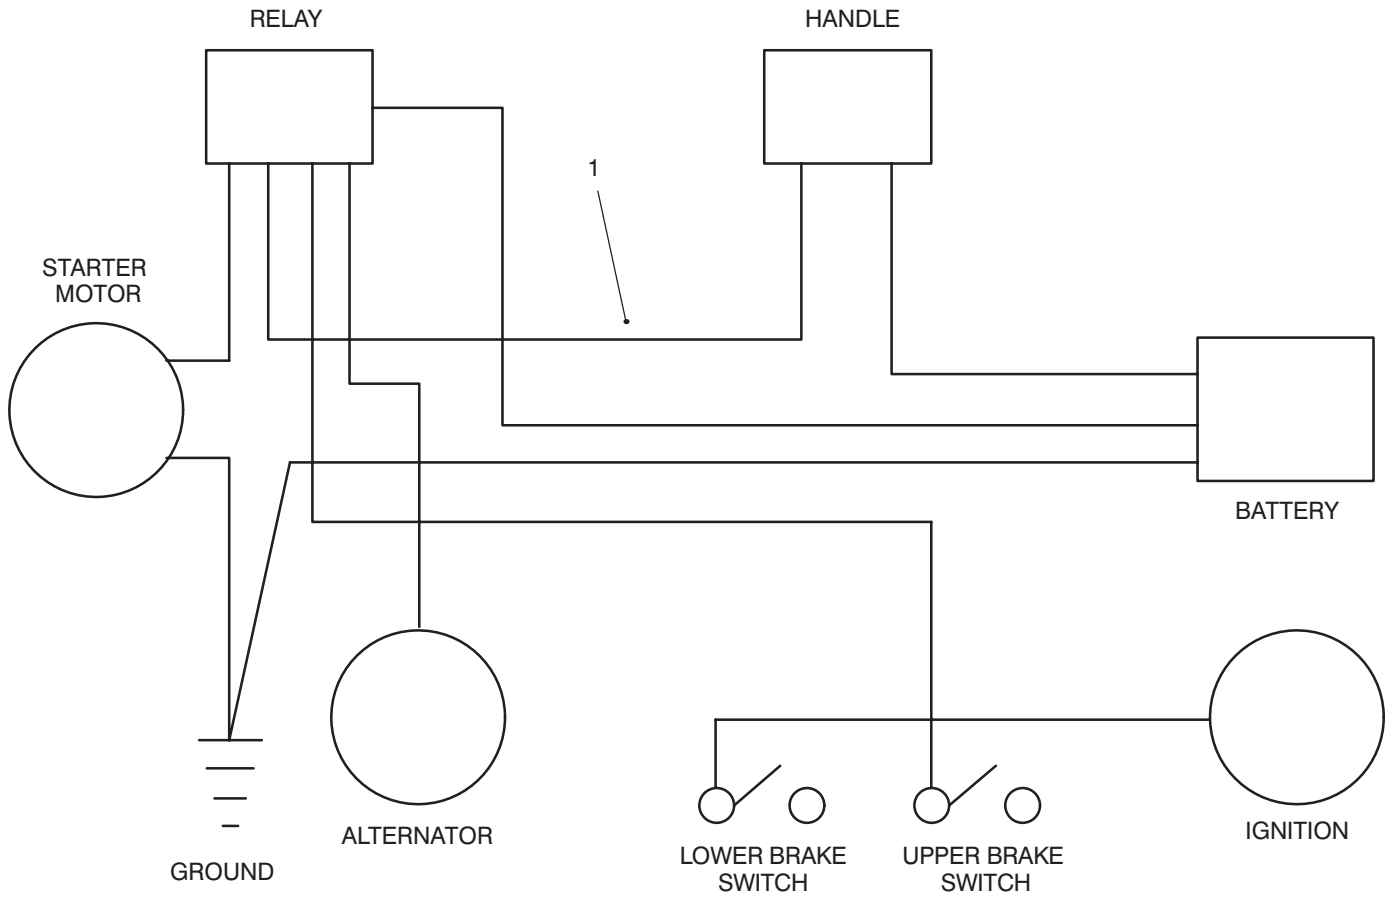 RELAY
HANDLE
1
STARTER
MOTOR
BATTERY
ALTERNATOR
IGNITION
LOWER BRAKE
SWITCH
UPPER BRAKE
SWITCH
GROUND